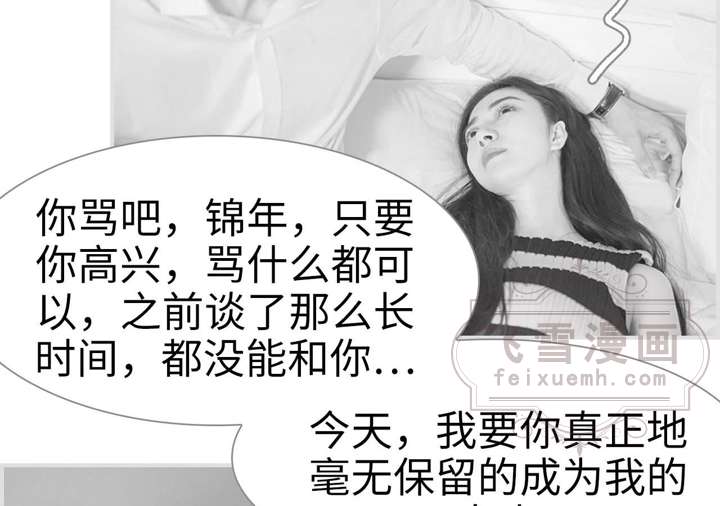 你骂吧，锦年，只要
你高兴，骂什么都可
以，之前谈了那么长
时间，都没能和你...
飞雪漫画
feixuemh.com
今天，我要你真正地
毫无保留的成为我的